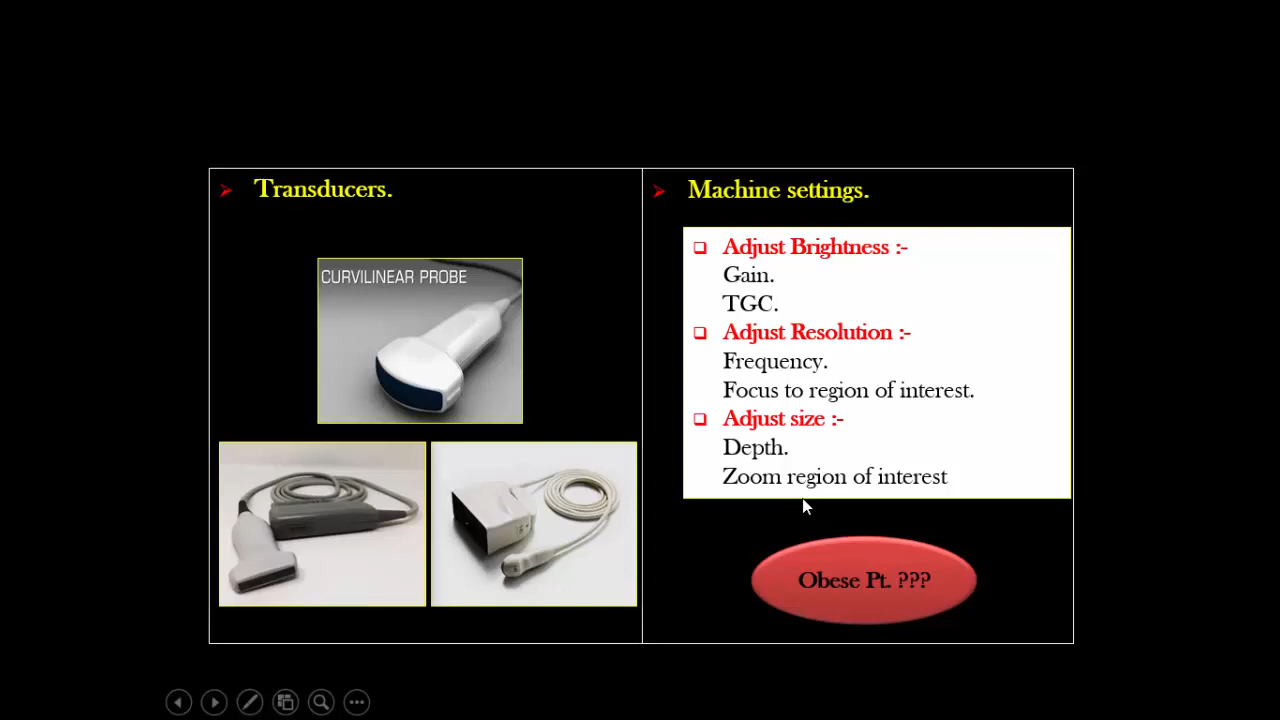 Transducers.
CURVILINEAR PROBE
Machine settings.
Adjust Brightness :-
Gain.
TGC.
Adjust Resolution :-
Frequency.
Focus to region of interest.
Adjust size :-
Depth.
Zoom region of interest
Obese Pt. ???